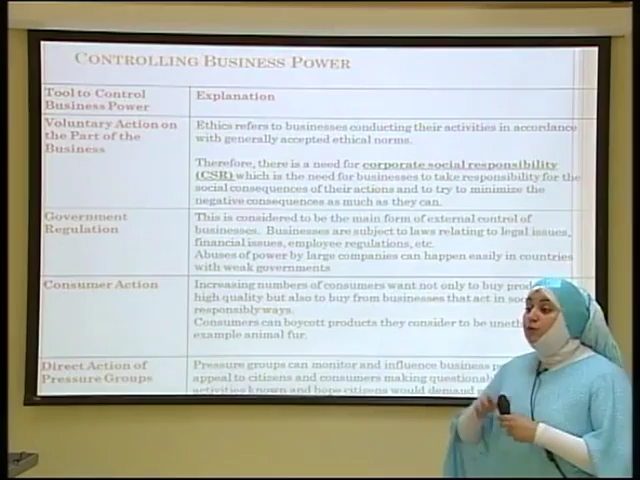 CONTROLLING BUSINESS POWER
Tool to Control
Business Power
Explanation
Voluntary Action on
the Part of the
Business
Ethics refers to businesses conducting their activities in accordance
with generally accepted ethical norms.
Therefore, there is a need for corporate social responsibility
(CSR) which is the need for businesses to take responsibility for the
social consequences of their actions and to try to minimize the
negative consequences as much as they can.
Government
Regulation
This is considered to be the main form of external control of
businesses. Businesses are subject to laws relating to legal issues,
financial issues, employee regulations, etc.
Abuses of power by large companies can happen easily in countries
with weak governments
Consumer Action
Increasing numbers of consumers want not only to buy
high quality but also to buy from businesses that act in
responsibly ways.
Consumers can boycott products they consider to be
example animal fur.
Direct Action of
Pressure Groups
Pressure groups can monitor and influence business
appeal to citizens and consumers making
activities known and hope citizens would demand